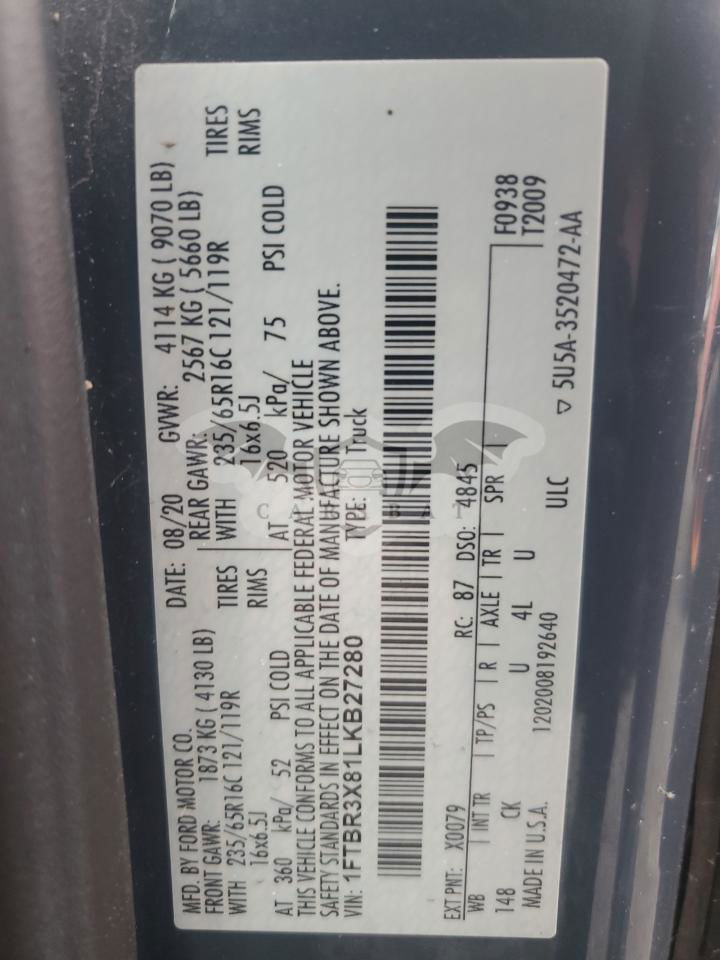 MFD. BY FORD MOTOR CO. DATE: 08/20 GVWR: 4114 KG ( 9070 LB)
FRONT GAWR: 1873 KG ( 4130 LB) REAR GAWR: 2567 KG ( 5660 LB)
WITH 235/65R16C 121/119R TIRES WITH 235/65R16C 121/119R TIRES
16x6.5J RIMS 16x6.5J RIMS
AT 360 kPa/ 52 PSI COLD AT 520 kPa/ 75 PSI COLD
THIS VEHICLE CONFORMS TO ALL APPLICABLE FEDERAL MOTOR VEHICLE
SAFETY STANDARDS IN EFFECT ON THE DATE OF MANUFACTURE SHOWN ABOVE.
VIN: 1FTBR3X81LKB27280 TYPE: Truck
EXT PNT: X0079 RC: 87 DSO: 4845
WB INT TR TP/PS R AXLE TR SPR F0938
148 CK U 4L U T2009
MADE IN U.S.A. 1202008192640 ULC
▽ 5U5A-3520472-AA